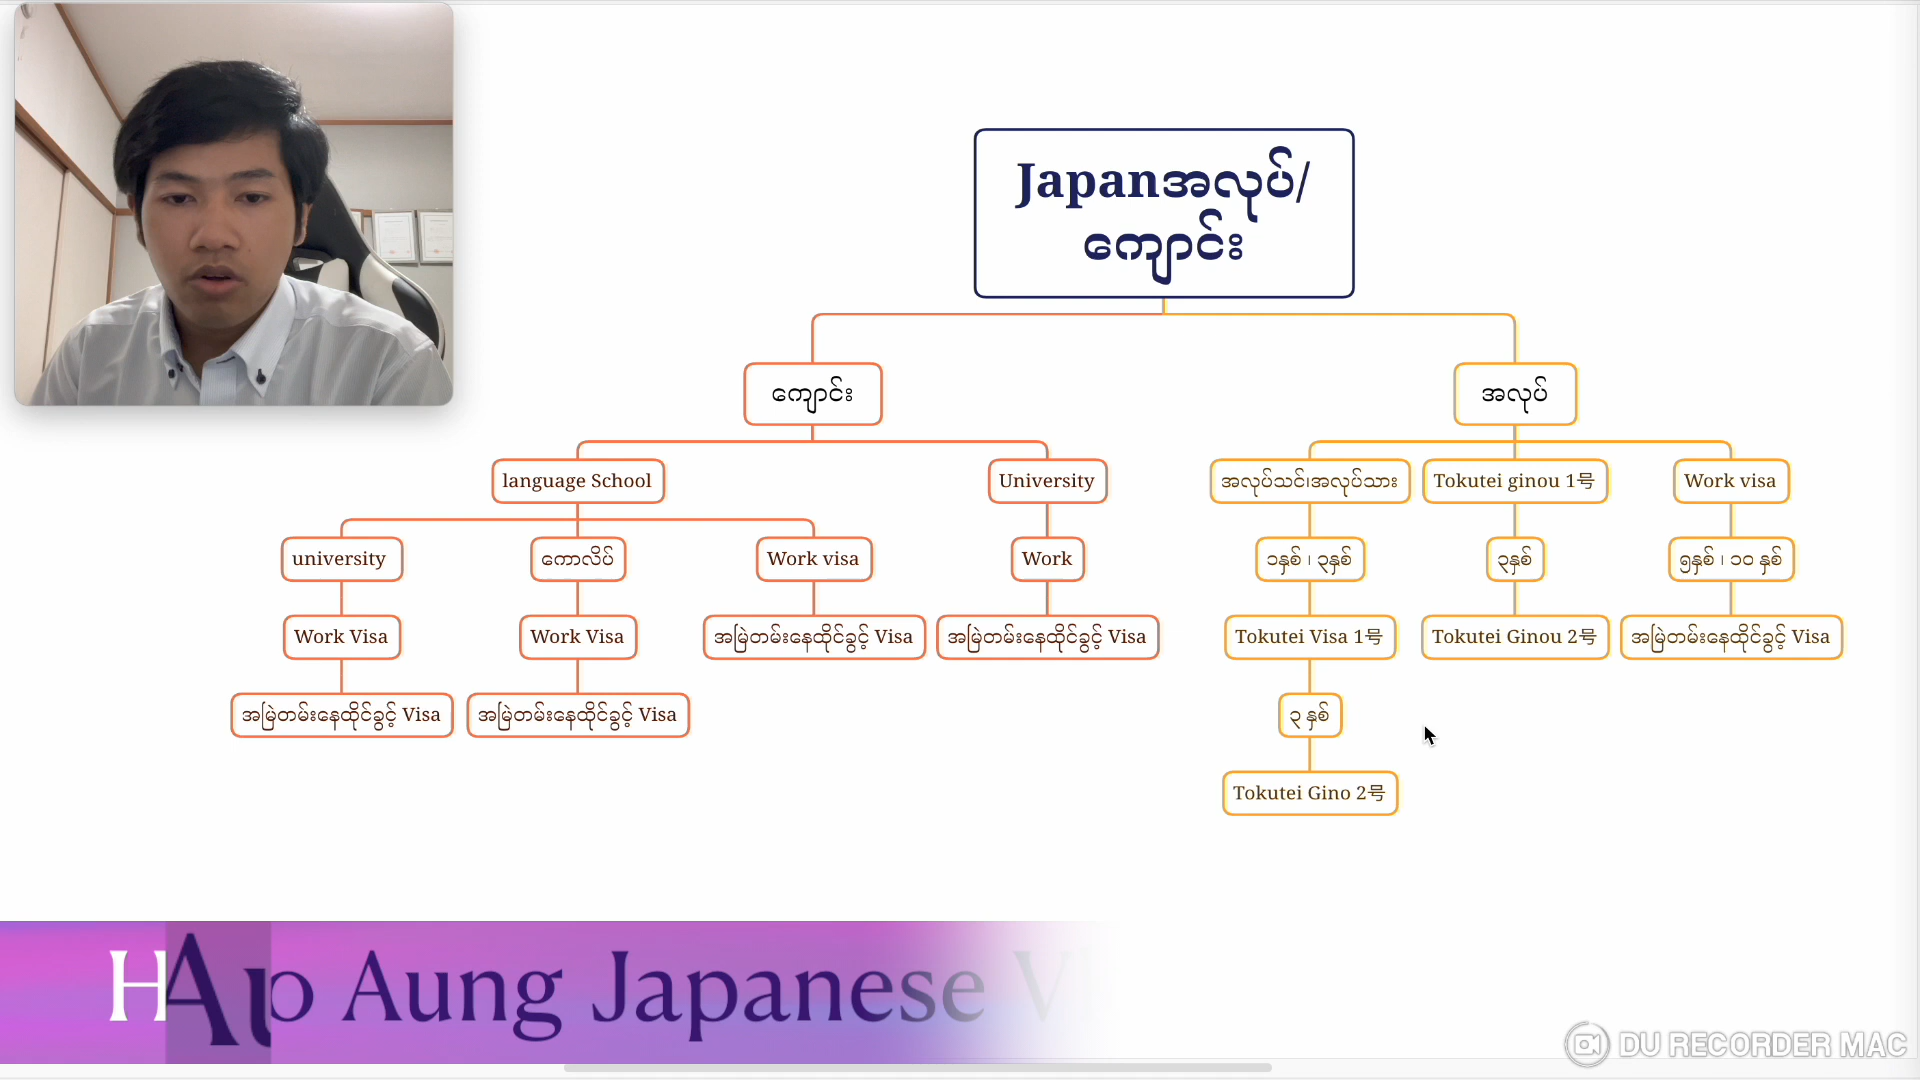 Japanအလုပ်/
ကျောင်း
ကျောင်း
အလုပ်
language School
University
အလုပ်သင်၊အလုပ်သား
Tokutei ginou 1号
Work visa
university
ကောလိပ်
Work visa
Work
၁နှစ် ၊ ၃နှစ်
၃နှစ်
၅နှစ် ၊ ၁၀ နှစ်
Work Visa
Work Visa
အမြဲတမ်းနေထိုင်ခွင့် Visa
အမြဲတမ်းနေထိုင်ခွင့် Visa
Tokutei Visa 1号
Tokutei Ginou 2号
အမြဲတမ်းနေထိုင်ခွင့် Visa
အမြဲတမ်းနေထိုင်ခွင့် Visa
အမြဲတမ်းနေထိုင်ခွင့် Visa
၃ နှစ်
Tokutei Gino 2号
Aung Japanese
DU RECORDER MAC